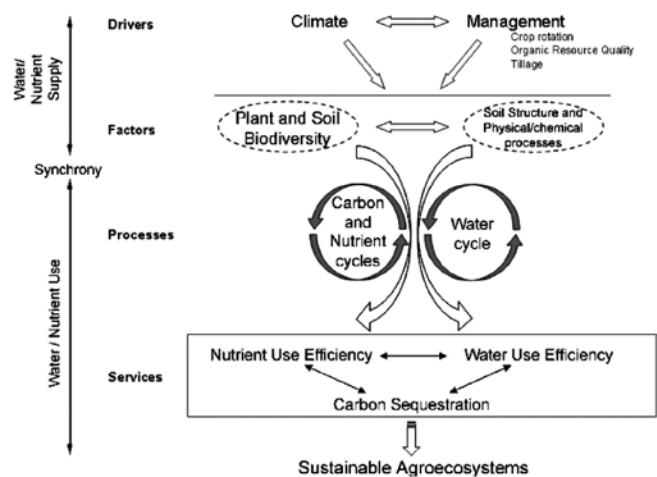 Drivers
Climate
Management
Crop rotation
Organic Resource Quality
Tillage
Water/
Nutrient
Supply
Factors
Plant and Soil
Biodiversity
Soil Structure and
Physical/chemical
processes
Synchrony
Processes
Carbon
and
Nutrient
cycles
Water
cycle
Water / Nutrient Use
Services
Nutrient Use Efficiency
Water Use Efficiency
Carbon Sequestration
Sustainable Agroecosystems